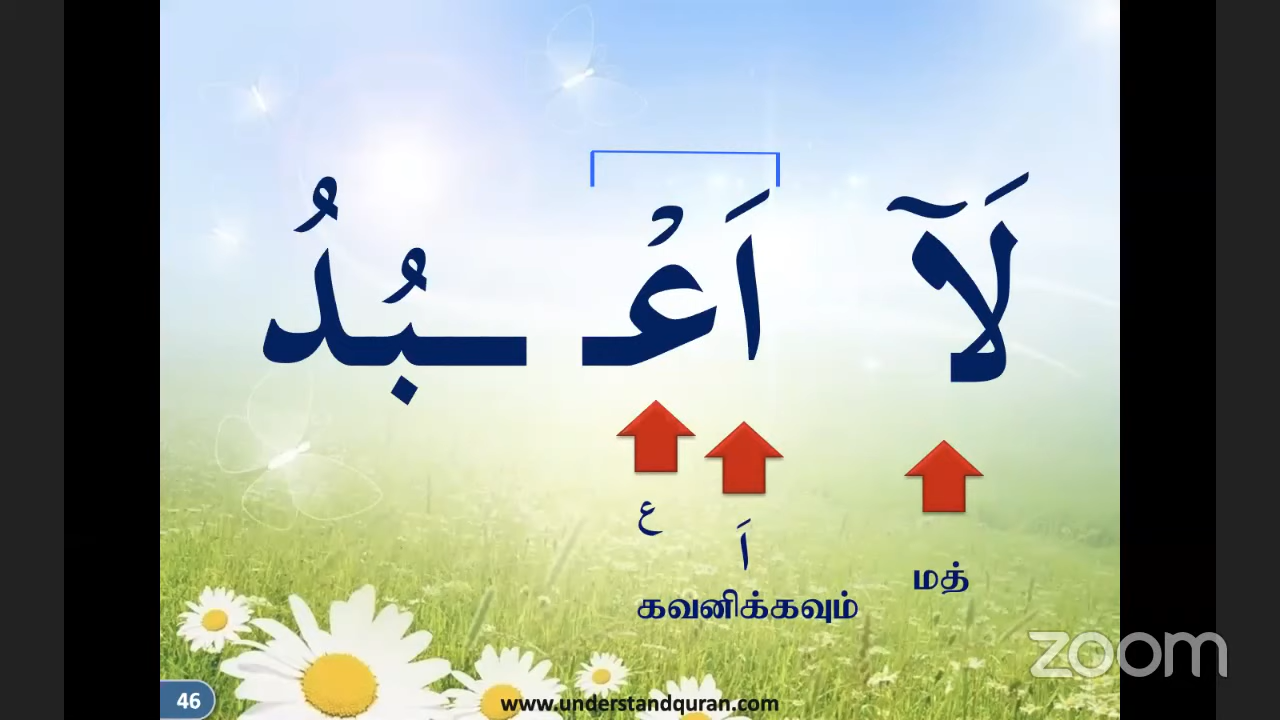 لَآ اَعْـ ـبُدُ
ع
اَ
மத்
கவனிக்கவும்
zoom
46
www.understandquran.com